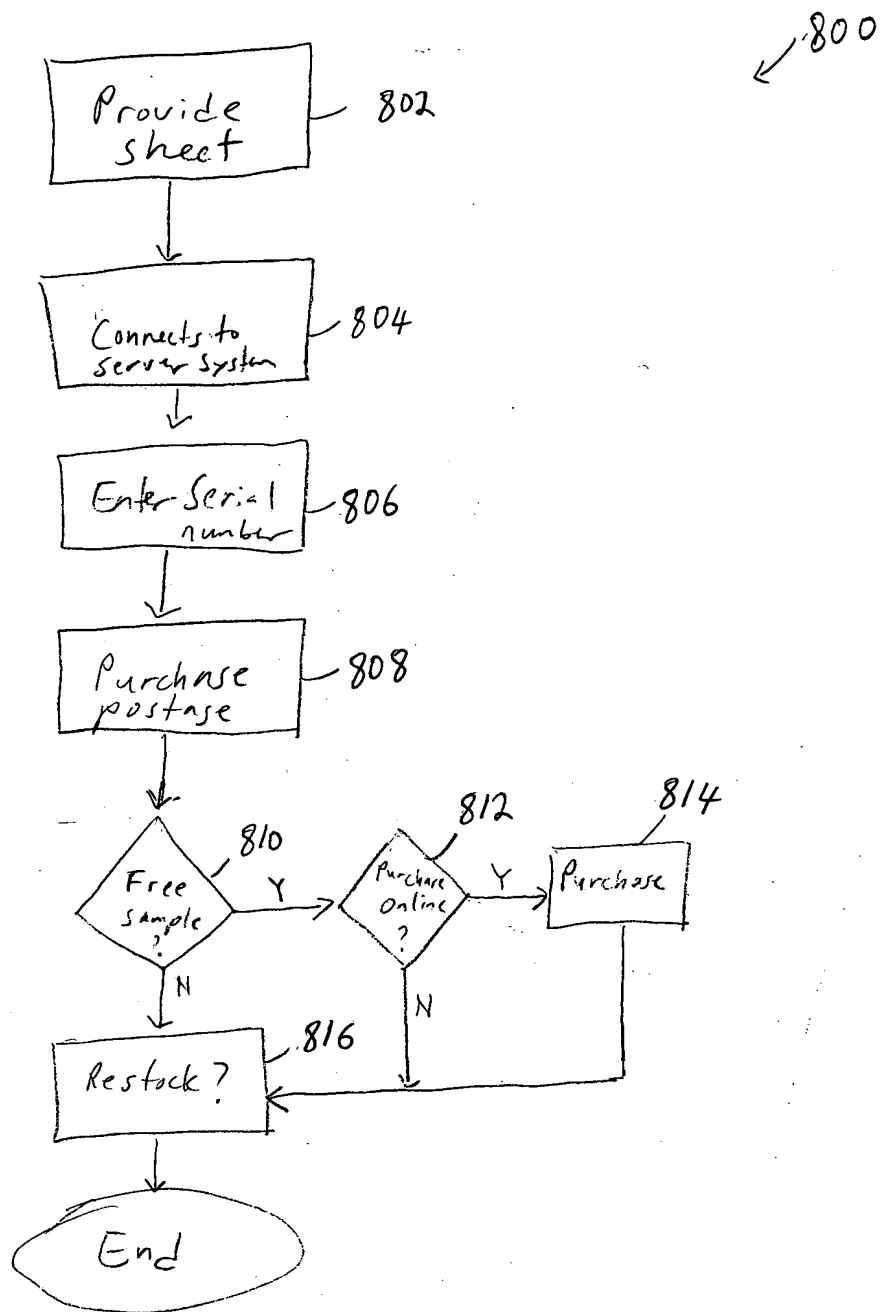 800
Provide
sheet
802
Connects to
server system
804
Enter Serial
number
806
Purchase
postage
808
Free
sample
?
810
Y
N
Purchase
online
?
812
Y
N
Purchase
814
Restock?
816
End